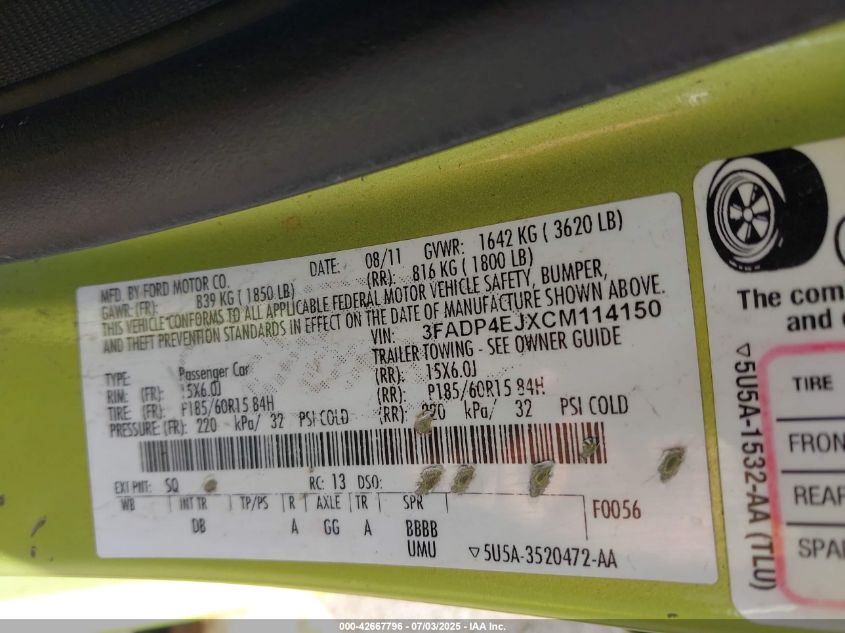 MFD. BY FORD MOTOR CO. DATE: 08/11 GVWR: 1642 KG ( 3620 LB)
GAWR: (FR): 839 KG ( 1850 LB) (RR): 816 KG ( 1800 LB)
THIS VEHICLE CONFORMS TO ALL APPLICABLE FEDERAL MOTOR VEHICLE SAFETY, BUMPER,
AND THEFT PREVENTION STANDARDS IN EFFECT ON THE DATE OF MANUFACTURE SHOWN ABOVE.
VIN: 3FADP4EJXCM114150
TRAILER TOWING - SEE OWNER GUIDE
TYPE: Passenger Car
RIM: (FR): 15X6.0J (RR): 15X6.0J
TIRE: (FR): P185/60R15 84H (RR): P185/60R15 84H
PRESSURE (FR): 220 kPa/ 32 PSI COLD (RR): 220 kPa/ 32 PSI COLD
EXT PNT: SQ RC: 13 DSO:
WB INT TR TP/PS R AXLE TR SPR F0056
DB A GG A BBBB
UMU ▽5U5A-3520472-AA
The com
and
▽5U5A-1532-AA (TLU)
TIRE
FRON
REAR
SPA
000-42667796 - 07/03/2025 - IAA Inc.